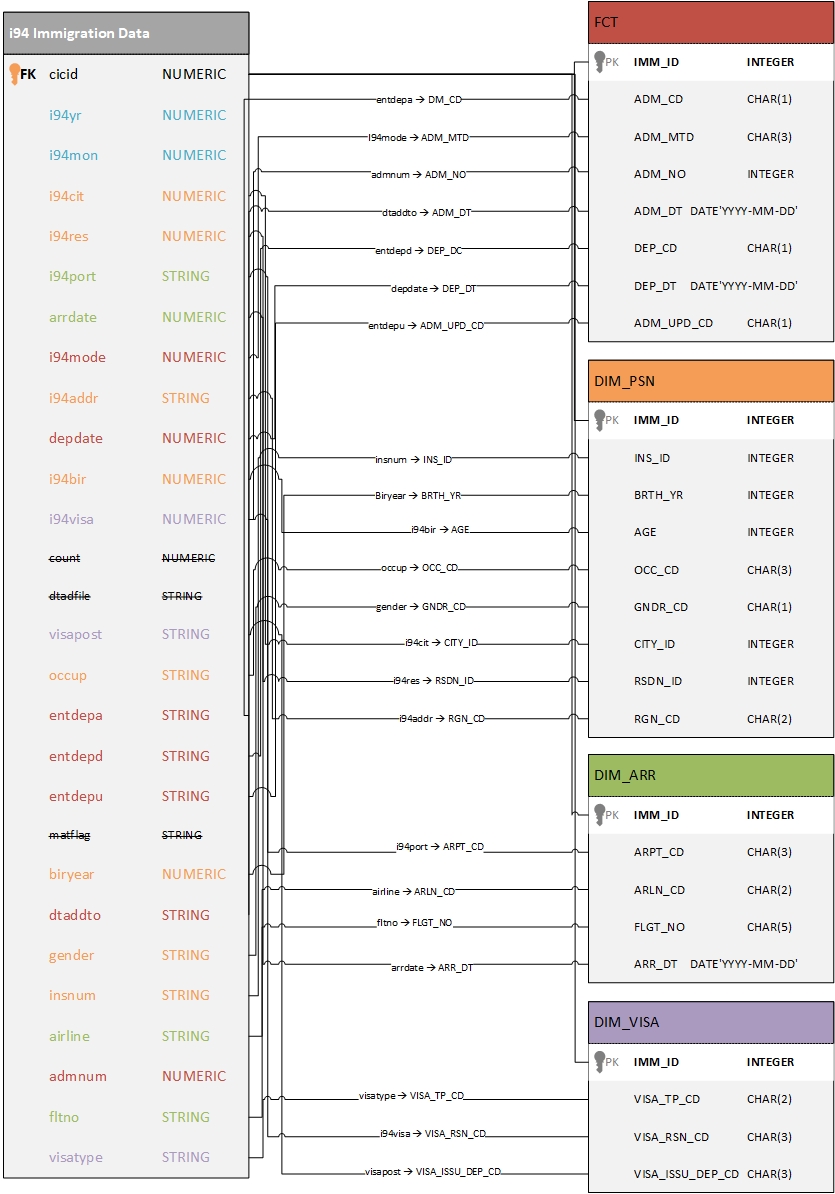 i94 Immigration Data
FK cicid NUMERIC
i94yr NUMERIC
i94mon NUMERIC
i94cit NUMERIC
i94res NUMERIC
i94port STRING
arrdate NUMERIC
i94mode NUMERIC
i94addr STRING
depdate NUMERIC
i94bir NUMERIC
i94visa NUMERIC
count NUMERIC
dtadfile STRING
visapost STRING
occup STRING
entdepa STRING
entdepd STRING
entdepu STRING
matflag STRING
biryear NUMERIC
dtaddto STRING
gender STRING
insnum STRING
airline STRING
admnum NUMERIC
fltno STRING
visatype STRING
entdepa → DM_CD
I94mode → ADM_MTD
admnum → ADM_NO
dtaddto → ADM_DT
entdepd → DEP_DC
depdate → DEP_DT
entdepu → ADM_UPD_CD
insnum → INS_ID
Biryear → BRTH_YR
i94bir → AGE
occup → OCC_CD
gender → GNDR_CD
i94cit → CITY_ID
i94res → RSDN_ID
i94addr → RGN_CD
i94port → ARPT_CD
airline → ARLN_CD
fltno → FLGT_NO
arrdate → ARR_DT
visatype → VISA_TP_CD
i94visa → VISA_RSN_CD
visapost → VISA_ISSU_DEP_CD
FCT
PK IMM_ID INTEGER
ADM_CD CHAR(1)
ADM_MTD CHAR(3)
ADM_NO INTEGER
ADM_DT DATE'YYYY-MM-DD'
DEP_CD CHAR(1)
DEP_DT DATE'YYYY-MM-DD'
ADM_UPD_CD CHAR(1)
DIM_PSN
PK IMM_ID INTEGER
INS_ID INTEGER
BRTH_YR INTEGER
AGE INTEGER
OCC_CD CHAR(3)
GNDR_CD CHAR(1)
CITY_ID INTEGER
RSDN_ID INTEGER
RGN_CD CHAR(2)
DIM_ARR
PK IMM_ID INTEGER
ARPT_CD CHAR(3)
ARLN_CD CHAR(2)
FLGT_NO CHAR(5)
ARR_DT DATE'YYYY-MM-DD'
DIM_VISA
PK IMM_ID INTEGER
VISA_TP_CD CHAR(2)
VISA_RSN_CD CHAR(3)
VISA_ISSU_DEP_CD CHAR(3)